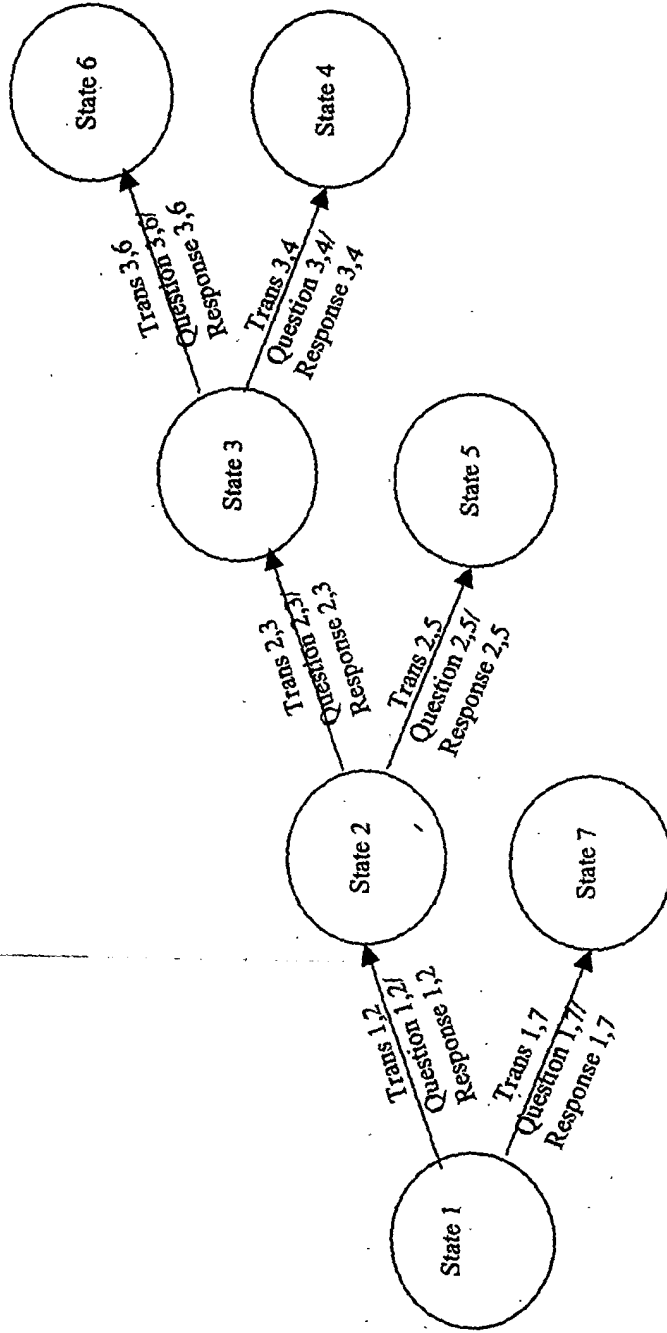 State 1
Trans 1,2
Question 1,2/
Response 1,2
Trans 1,7
Question 1,7/
Response 1,7
State 2
State 7
Trans 2,3
Question 2,3/
Response 2,3
Trans 2,5
Question 2,5/
Response 2,5
State 3
State 5
Trans 3,6
Question 3,6/
Response 3,6
Trans 3,4
Question 3,4/
Response 3,4
State 6
State 4